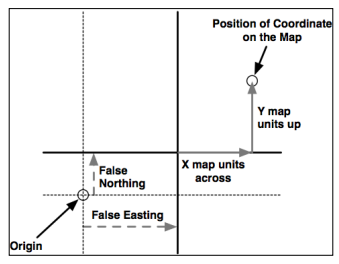 Position of Coordinate
on the Map
Y map
units up
False
Northing
X map units
across
False Easting
Origin